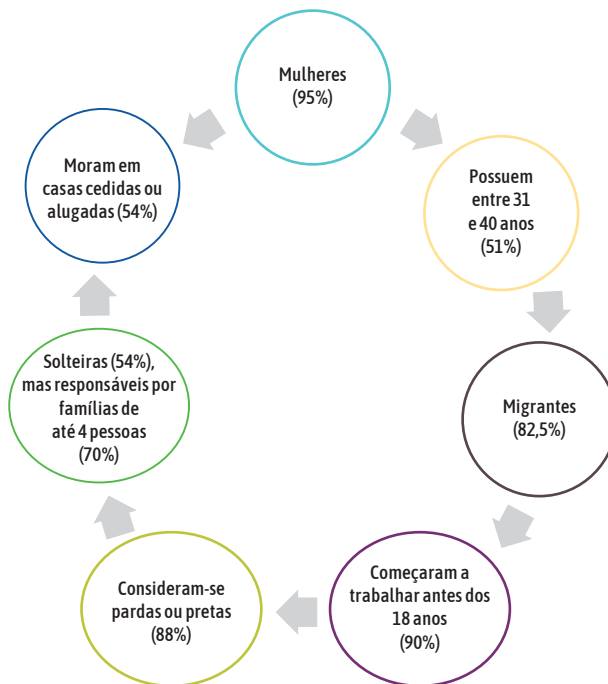 Mulheres
(95%)
Possuem
entre 31
e 40 anos
(51%)
Migrantes
(82,5%)
Começaram a
trabalhar antes dos
18 anos
(90%)
Consideram-se
pardas ou pretas
(88%)
Solteiras (54%),
mas responsáveis por
famílias de
até 4 pessoas
(70%)
Moram em
casas cedidas ou
alugadas (54%)